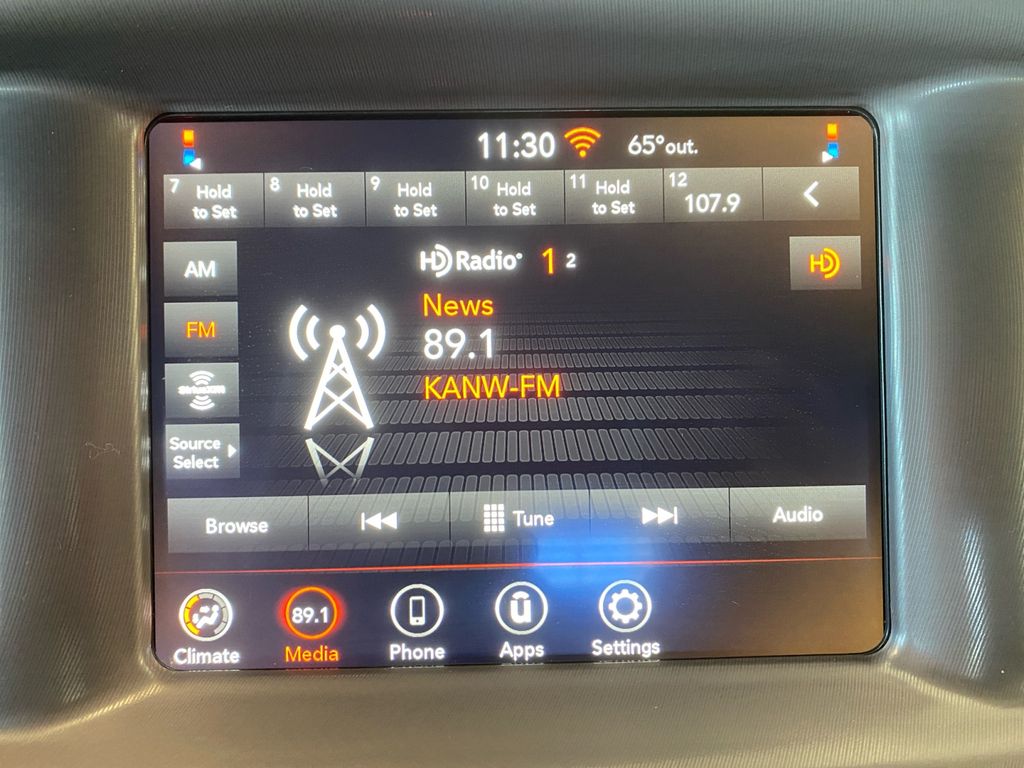 11:30 65°out.
7 Hold to Set
8 Hold to Set
9 Hold to Set
10 Hold to Set
11 Hold to Set
12 107.9
AM
HD Radio 1 2
HD
FM
News
89.1
KANW-FM
SiriusXM
Source
Select
Browse
Tune
Audio
89.1
Climate
Media
Phone
Apps
Settings